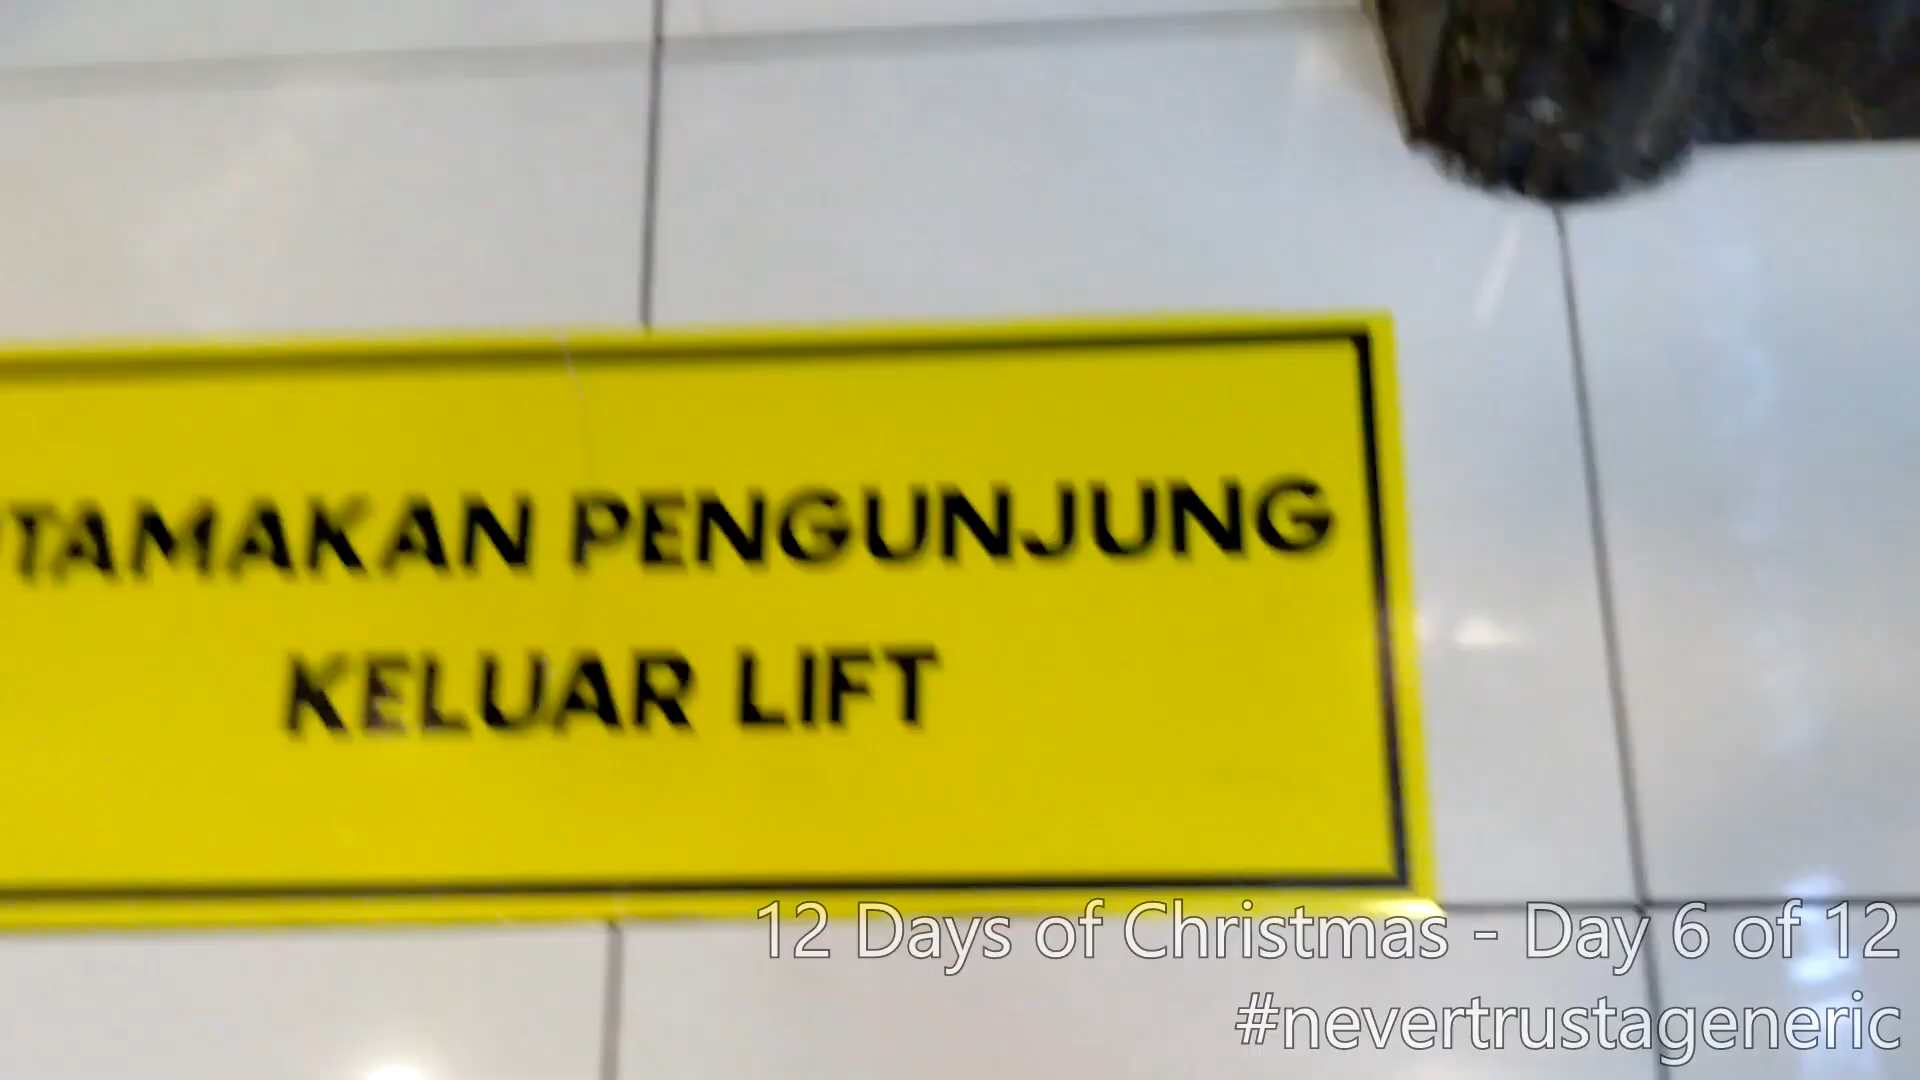 TAMAKAN PENGUNJUNG
KELUAR LIFT
12 Days of Christmas - Day 6 of 12
#nevertrustageneric